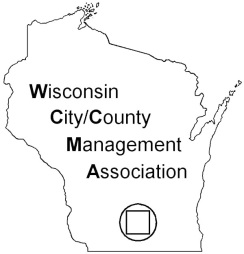 Wisconsin
City/County
Management
Association